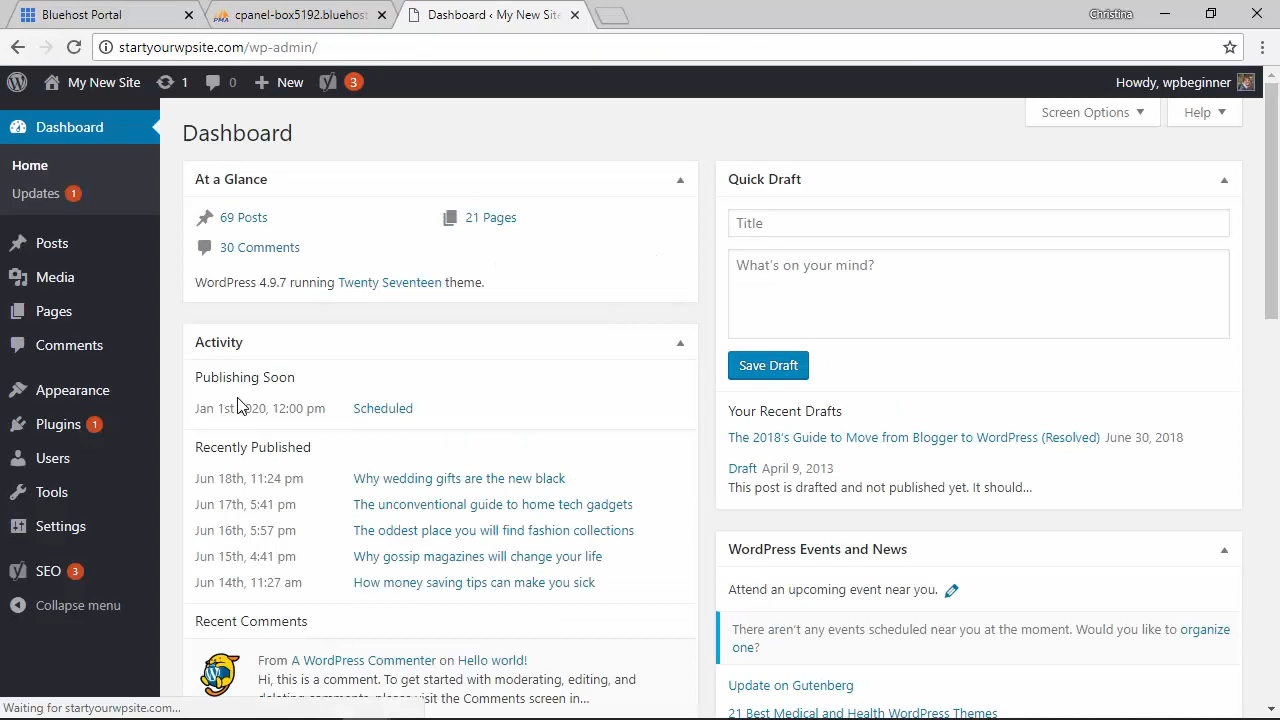 Bluehost Portal
cpanel-box5192.bluehos
Dashboard ‹ My New Site
Christina
startyourwpsite.com/wp-admin/
My New Site
1
0
New
3
Howdy, wpbeginner
Dashboard
Home
Updates 1
Posts
Media
Pages
Comments
Appearance
Plugins 1
Users
Tools
Settings
SEO 3
Collapse menu
Screen Options
Help
Dashboard
At a Glance
69 Posts
21 Pages
30 Comments
WordPress 4.9.7 running Twenty Seventeen theme.
Activity
Publishing Soon
Jan 1st 2020, 12:00 pm Scheduled
Recently Published
Jun 18th, 11:24 pm Why wedding gifts are the new black
Jun 17th, 5:41 pm The unconventional guide to home tech gadgets
Jun 16th, 5:57 pm The oddest place you will find fashion collections
Jun 15th, 4:41 pm Why gossip magazines will change your life
Jun 14th, 11:27 am How money saving tips can make you sick
Recent Comments
From A WordPress Commenter on Hello world!
Hi, this is a comment. To get started with moderating, editing, and
deleting comments, please visit the Comments screen in...
Quick Draft
Title
What's on your mind?
Save Draft
Your Recent Drafts
The 2018's Guide to Move from Blogger to WordPress (Resolved) June 30, 2018
Draft April 9, 2013
This post is drafted and not published yet. It should...
WordPress Events and News
Attend an upcoming event near you.
There aren't any events scheduled near you at the moment. Would you like to organize
one?
Update on Gutenberg
21 Best Medical and Health WordPress Themes
Waiting for startyourwpsite.com...